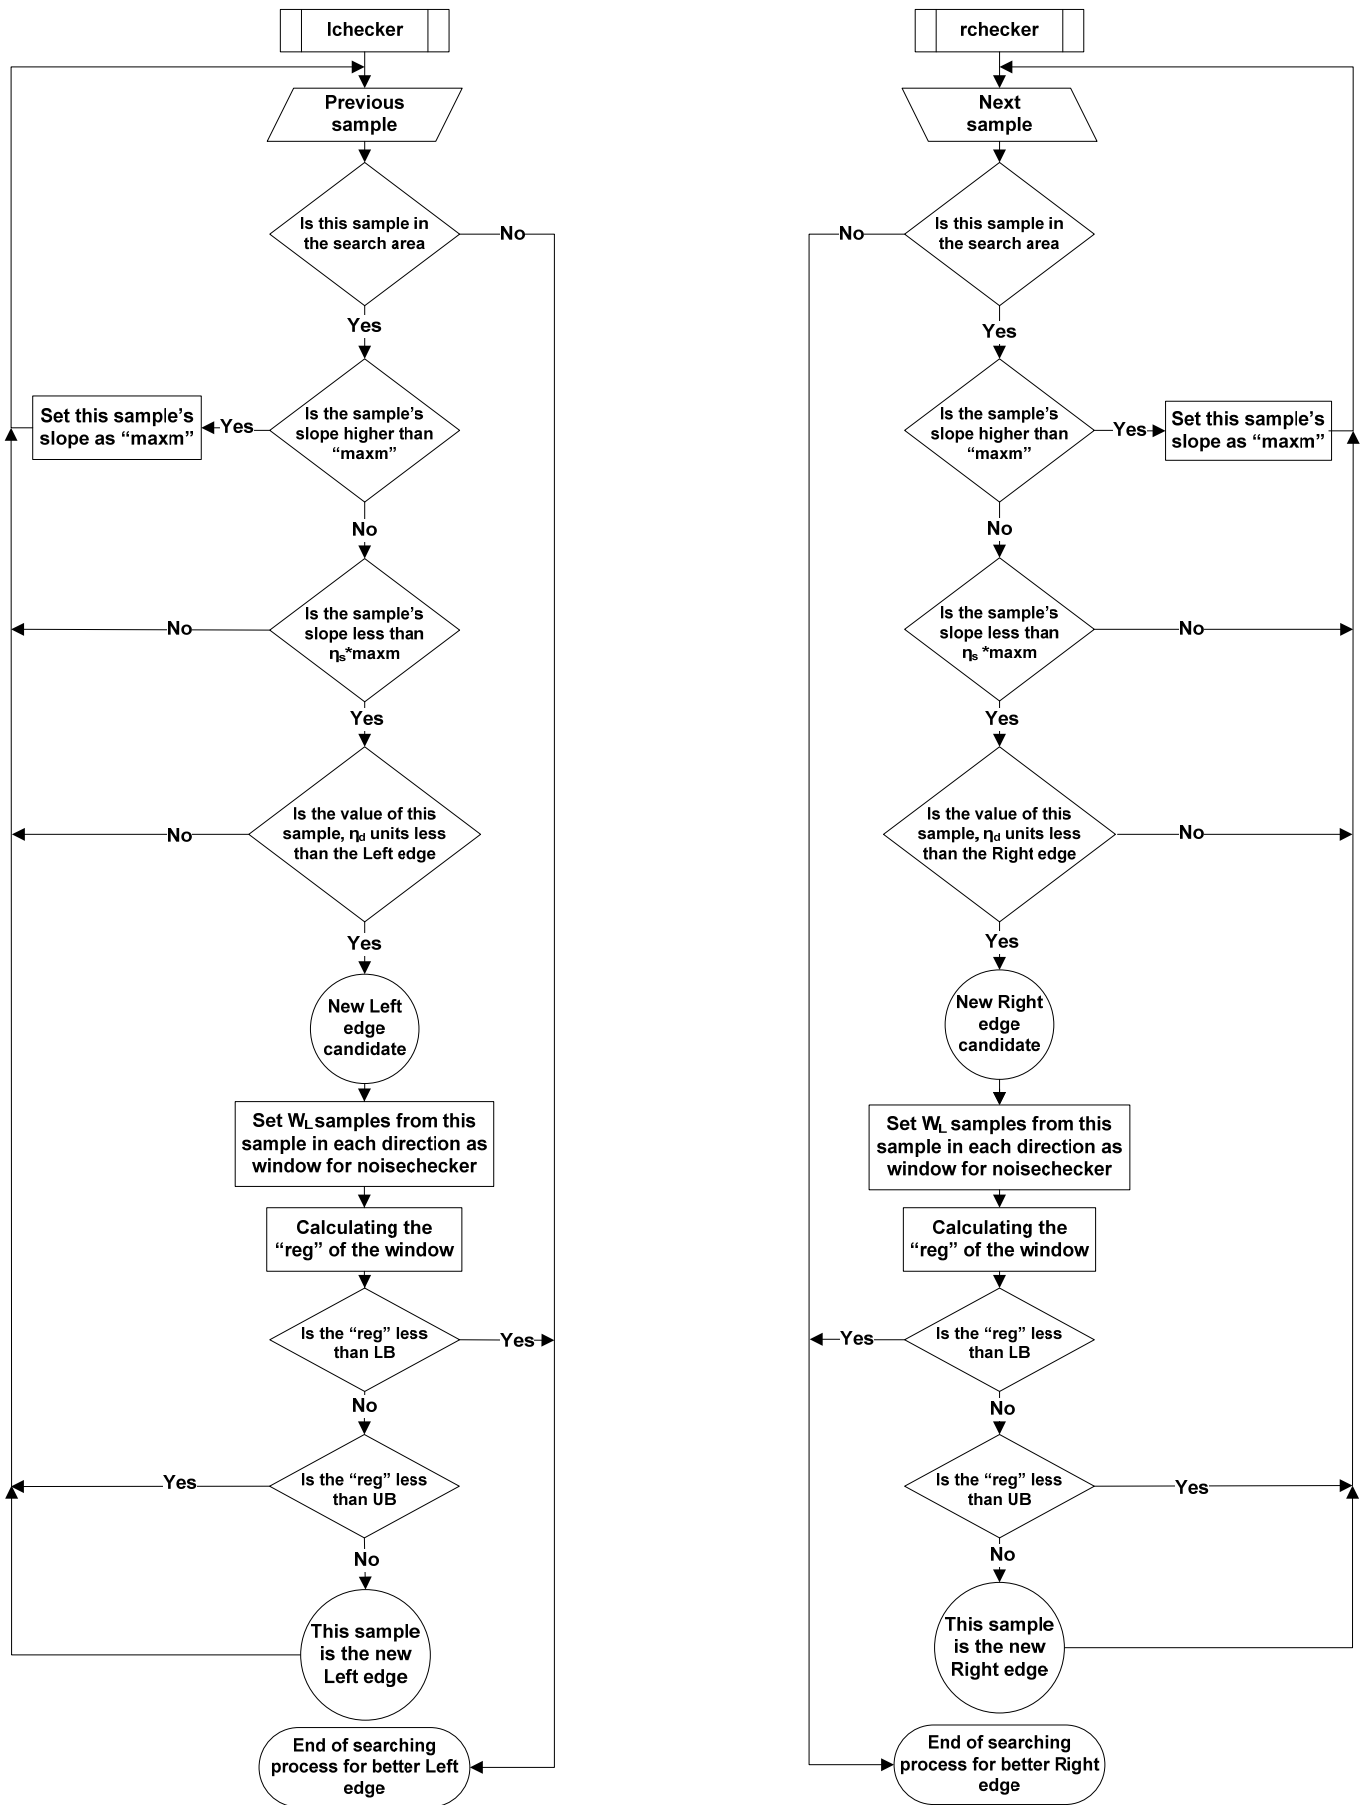 lchecker
Previous
sample
Is this sample in
the search area
No
Yes
Is the sample's
slope higher than
“maxm”
Yes
Set this sample's
slope as “maxm”
No
Is the sample's
slope less than
ηs*maxm
No
Yes
Is the value of this
sample, ηd units less
than the Left edge
No
Yes
New Left
edge
candidate
Set WL samples from this
sample in each direction as
window for noisechecker
Calculating the
“reg” of the window
Is the “reg” less
than LB
Yes
No
Is the “reg” less
than UB
Yes
No
This sample
is the new
Left edge
End of searching
process for better Left
edge
rchecker
Next
sample
Is this sample in
the search area
No
Yes
Is the sample's
slope higher than
“maxm”
Yes
Set this sample's
slope as “maxm”
No
Is the sample's
slope less than
ηs *maxm
No
Yes
Is the value of this
sample, ηd units less
than the Right edge
No
Yes
New Right
edge
candidate
Set WL samples from this
sample in each direction as
window for noisechecker
Calculating the
“reg” of the window
Is the “reg” less
than LB
Yes
No
Is the “reg” less
than UB
Yes
No
This sample
is the new
Right edge
End of searching
process for better Right
edge